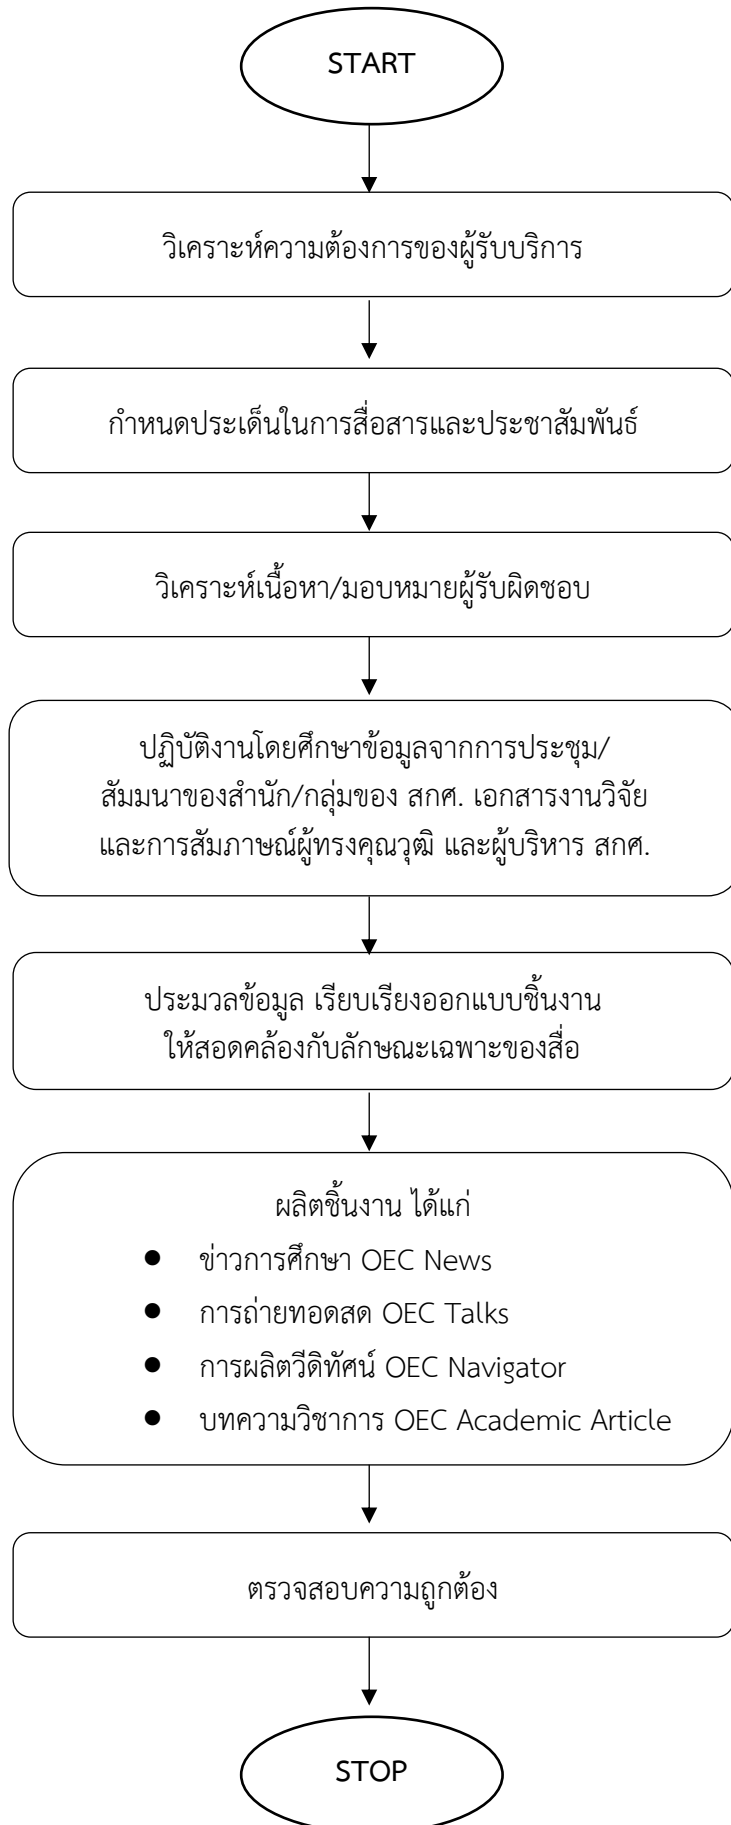 START
วิเคราะห์ความต้องการของผู้รับบริการ
กำหนดประเด็นในการสื่อสารและประชาสัมพันธ์
วิเคราะห์เนื้อหา/มอบหมายผู้รับผิดชอบ
ปฏิบัติงานโดยศึกษาข้อมูลจากการประชุม/
สัมมนาของสำนัก/กลุ่มของ สกศ. เอกสารงานวิจัย
และการสัมภาษณ์ผู้ทรงคุณวุฒิ และผู้บริหาร สกศ.
ประมวลข้อมูล เรียบเรียงออกแบบชิ้นงาน
ให้สอดคล้องกับลักษณะเฉพาะของสื่อ
ผลิตชิ้นงาน ได้แก่
● ข่าวการศึกษา OEC News
● การถ่ายทอดสด OEC Talks
● การผลิตวีดิทัศน์ OEC Navigator
● บทความวิชาการ OEC Academic Article
ตรวจสอบความถูกต้อง
STOP